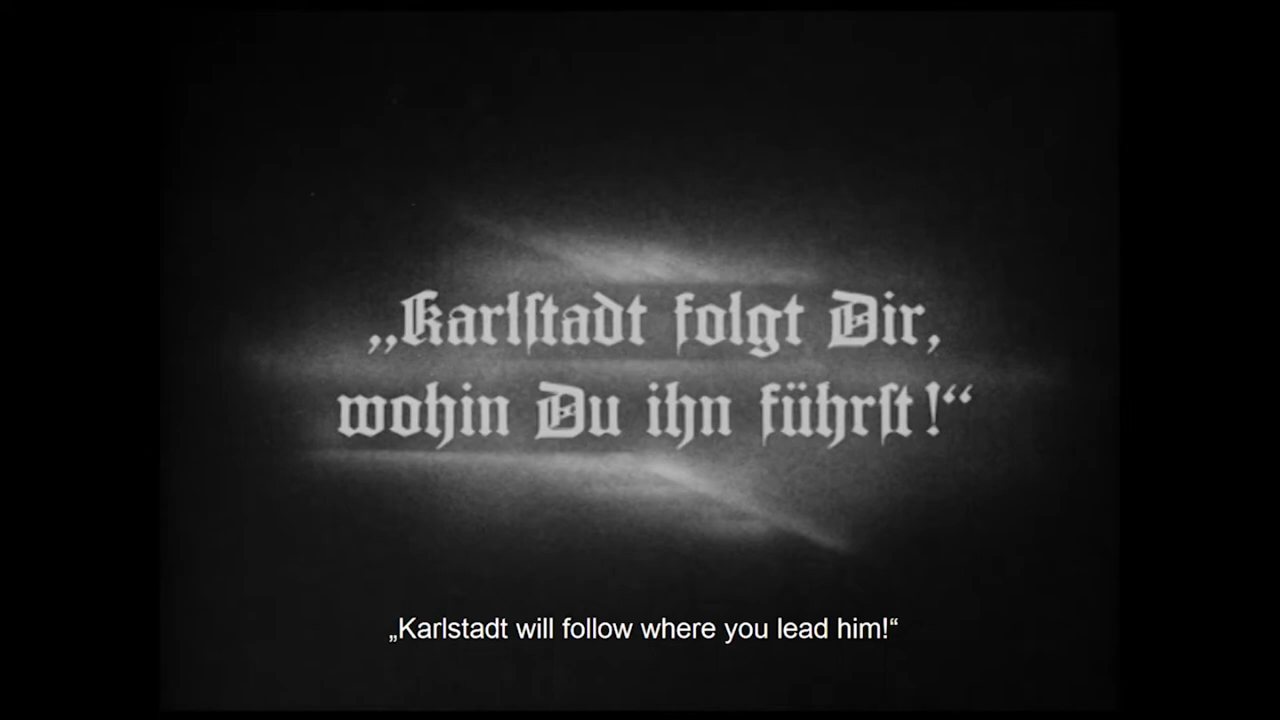 „Karlſtadt folgt Dir,
wohin Du ihn führſt!“
„Karlstadt will follow where you lead him!“